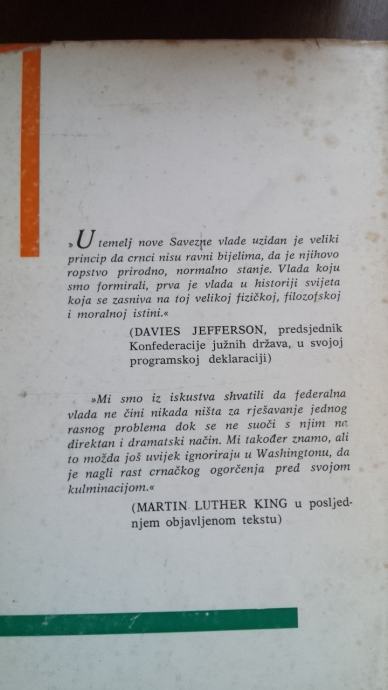 »U temelj nove Savezne vlade uzidan je veliki
princip da crnci nisu ravni bijelima, da je njihovo
ropstvo prirodno, normalno stanje. Vlada koju
smo formirali, prva je vlada u historiji svijeta
koja se zasniva na toj velikoj fizičkoj, filozofskoj
i moralnoj istini.«
(DAVIES JEFFERSON, predsjednik
Konfederacije južnih država, u svojoj
programskoj deklaraciji)
»Mi smo iz iskustva shvatili da federalna
vlada ne čini nikada ništa za rješavanje jednog
rasnog problema dok se ne suoči s njim na
direktan i dramatski način. Mi također znamo, ali
to možda još uvijek ignoriraju u Washingtonu, da
je nagli rast crnačkog ogorčenja pred svojom
kulminacijom.«
(MARTIN LUTHER KING u posljed-
njem objavljenom tekstu)